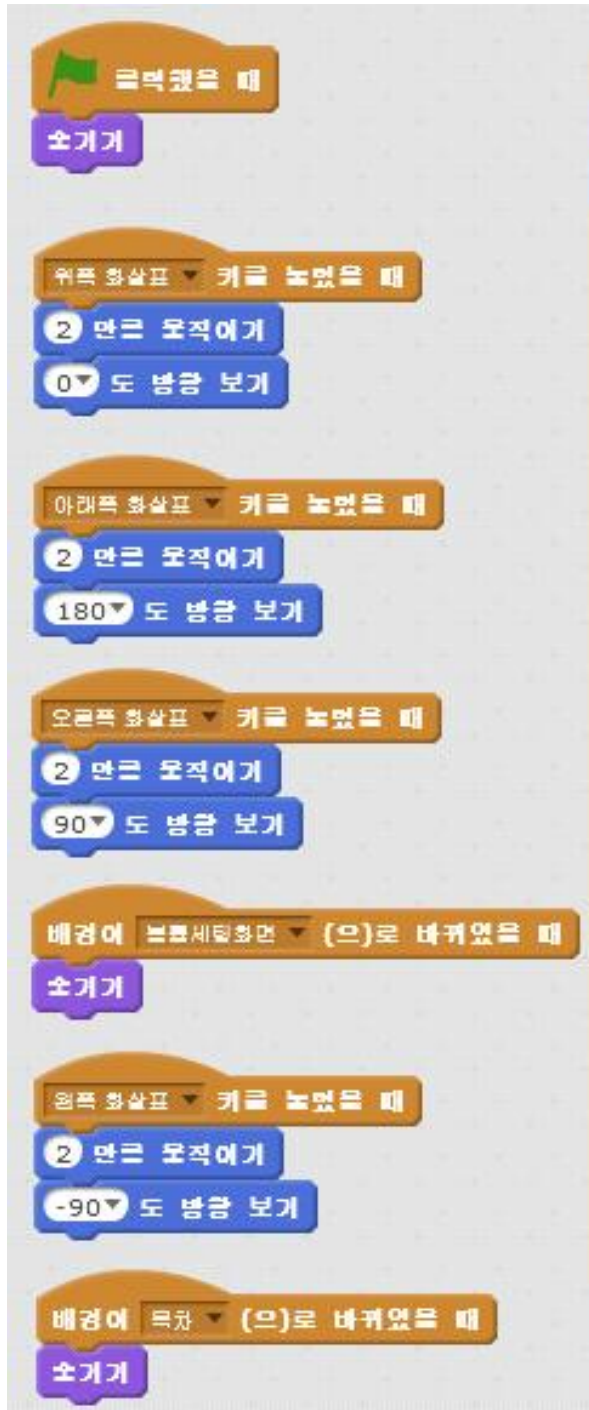 클릭했을 때
숨기기
위쪽 화살표 키를 눌렀을 때
2 만큼 움직이기
0 도 방향 보기
아래쪽 화살표 키를 눌렀을 때
2 만큼 움직이기
180 도 방향 보기
오른쪽 화살표 키를 눌렀을 때
2 만큼 움직이기
90 도 방향 보기
배경이 (으)로 바뀌었을 때
숨기기
왼쪽 화살표 키를 눌렀을 때
2 만큼 움직이기
-90 도 방향 보기
배경이 목차 (으)로 바뀌었을 때
숨기기